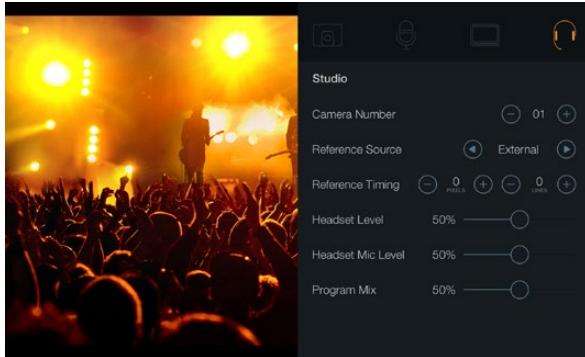 Studio
Camera Number 01
Reference Source External
Reference Timing 0 PIXELS 0 LINES
Headset Level 50%
Headset Mic Level 50%
Program Mix 50%